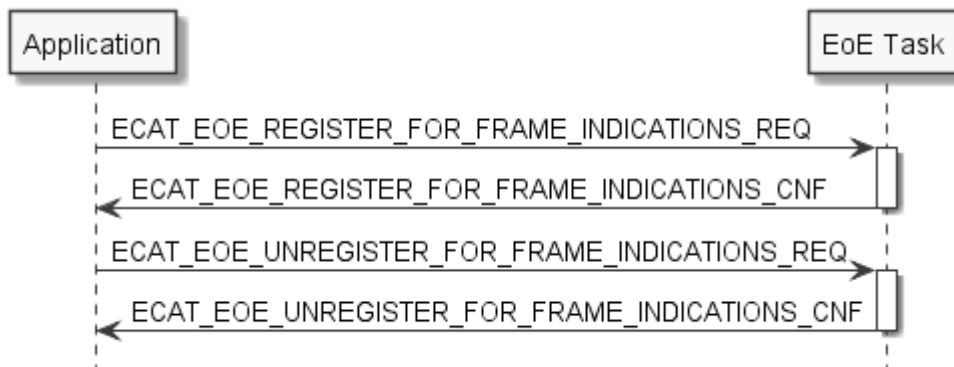 Application
EoE Task
ECAT_EOE_REGISTER_FOR_FRAME_INDICATIONS_REQ
ECAT_EOE_REGISTER_FOR_FRAME_INDICATIONS_CNF
ECAT_EOE_UNREGISTER_FOR_FRAME_INDICATIONS_REQ
ECAT_EOE_UNREGISTER_FOR_FRAME_INDICATIONS_CNF